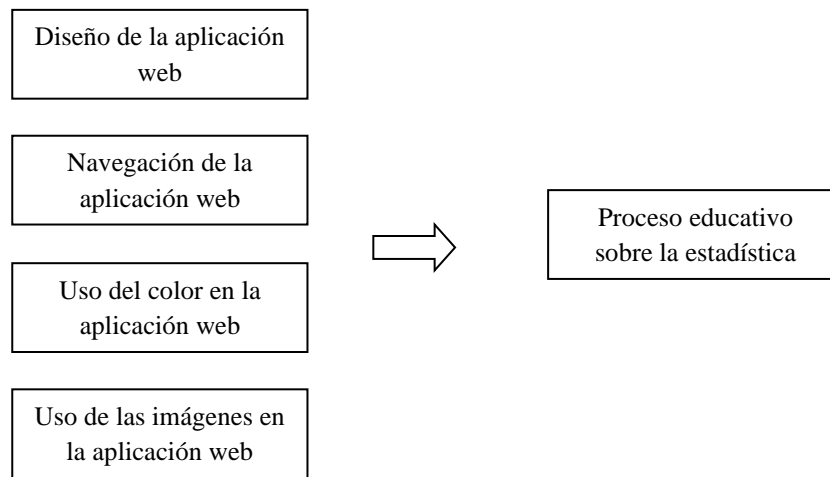 Diseño de la aplicación
web
Navegación de la
aplicación web
Uso del color en la
aplicación web
Uso de las imágenes en
la aplicación web
Proceso educativo
sobre la estadística